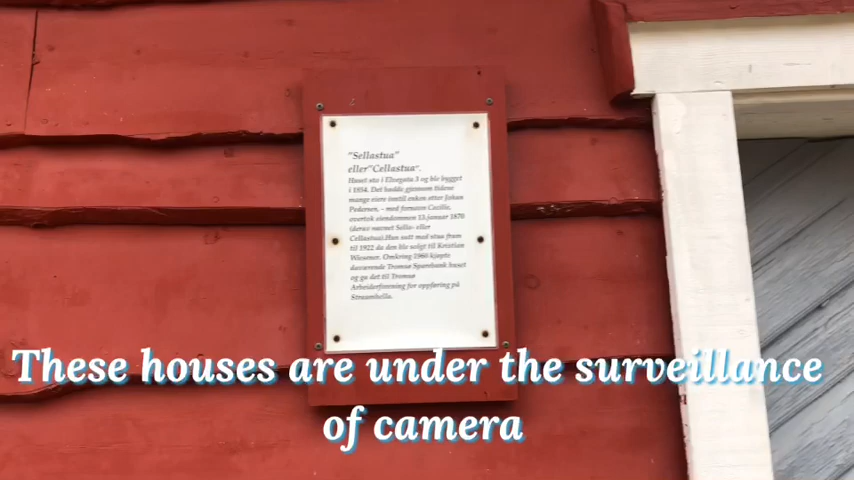 "Sellastua"
eller "Cellastua".
Huset sto i Elvegata 3 og ble bygget
i 1834. Det hadde gjennom tidene
mange eiere inntil enken etter Johan
Pedersen, - med fornavn Cecilie,
overtok eiendommen 13.januar 1870
(derav navnet Sella- eller
Cellastua).Hun satt med stua fram
til 1922 da den ble solgt til Kristian
Wiesener. Omkring 1960 kjøpte
daværende Tromsø Sparebank huset
og ga det til Tromsø
Arbeiderforening for oppføring på
Straumhella.
These houses are under the surveillance
of camera